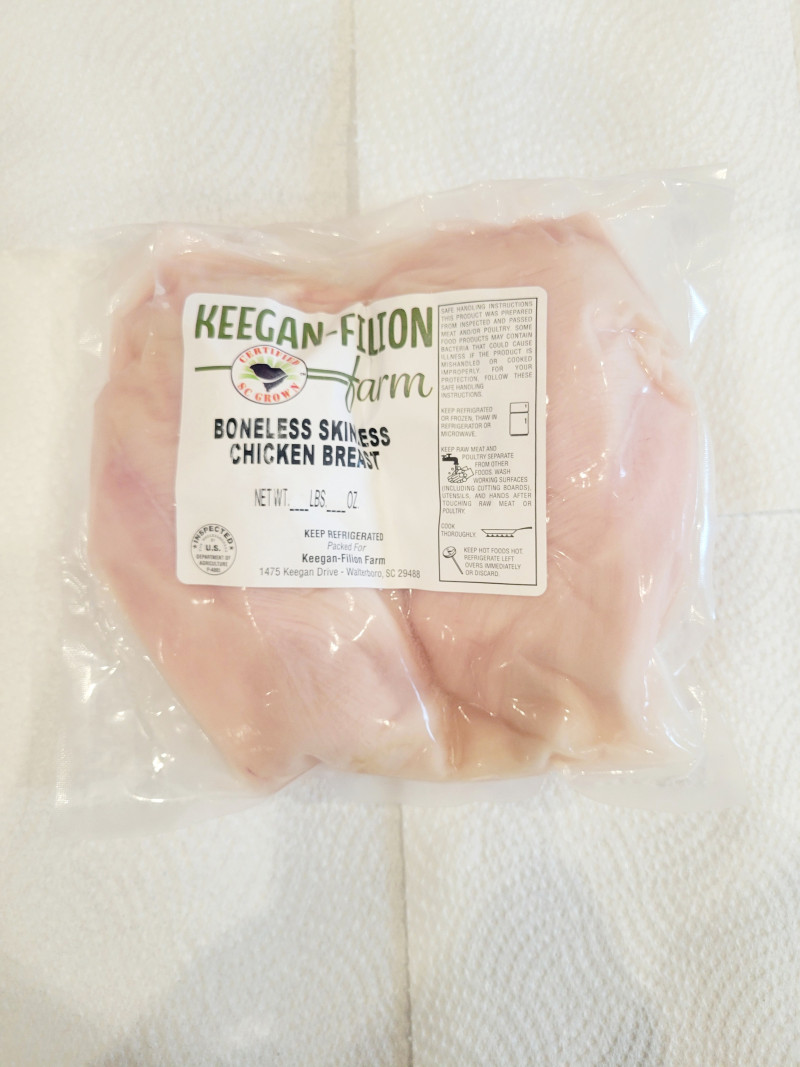 KEEGAN-FILION
farm
CERTIFIED
SC GROWN
BONELESS SKINLESS
CHICKEN BREAST
NET WT.____LBS.____OZ.
KEEP REFRIGERATED
Packed For
Keegan-Filion Farm
1475 Keegan Drive - Walterboro, SC 29488
INSPECTED
U.S.
DEPARTMENT OF
AGRICULTURE
SAFE HANDLING INSTRUCTIONS
THIS PRODUCT WAS PREPARED
FROM INSPECTED AND PASSED
MEAT AND/OR POULTRY. SOME
FOOD PRODUCTS MAY CONTAIN
BACTERIA THAT COULD CAUSE
ILLNESS IF THE PRODUCT IS
MISHANDLED OR COOKED
IMPROPERLY. FOR YOUR
PROTECTION, FOLLOW THESE
SAFE HANDLING
INSTRUCTIONS.
KEEP REFRIGERATED
OR FROZEN, THAW IN
REFRIGERATOR OR
MICROWAVE.
KEEP RAW MEAT AND
POULTRY SEPARATE
FROM OTHER
FOODS. WASH
WORKING SURFACES
(INCLUDING CUTTING BOARDS),
UTENSILS, AND HANDS AFTER
TOUCHING RAW MEAT OR
POULTRY.
COOK
THOROUGHLY.
KEEP HOT FOODS HOT.
REFRIGERATE LEFT
OVERS IMMEDIATELY
OR DISCARD.